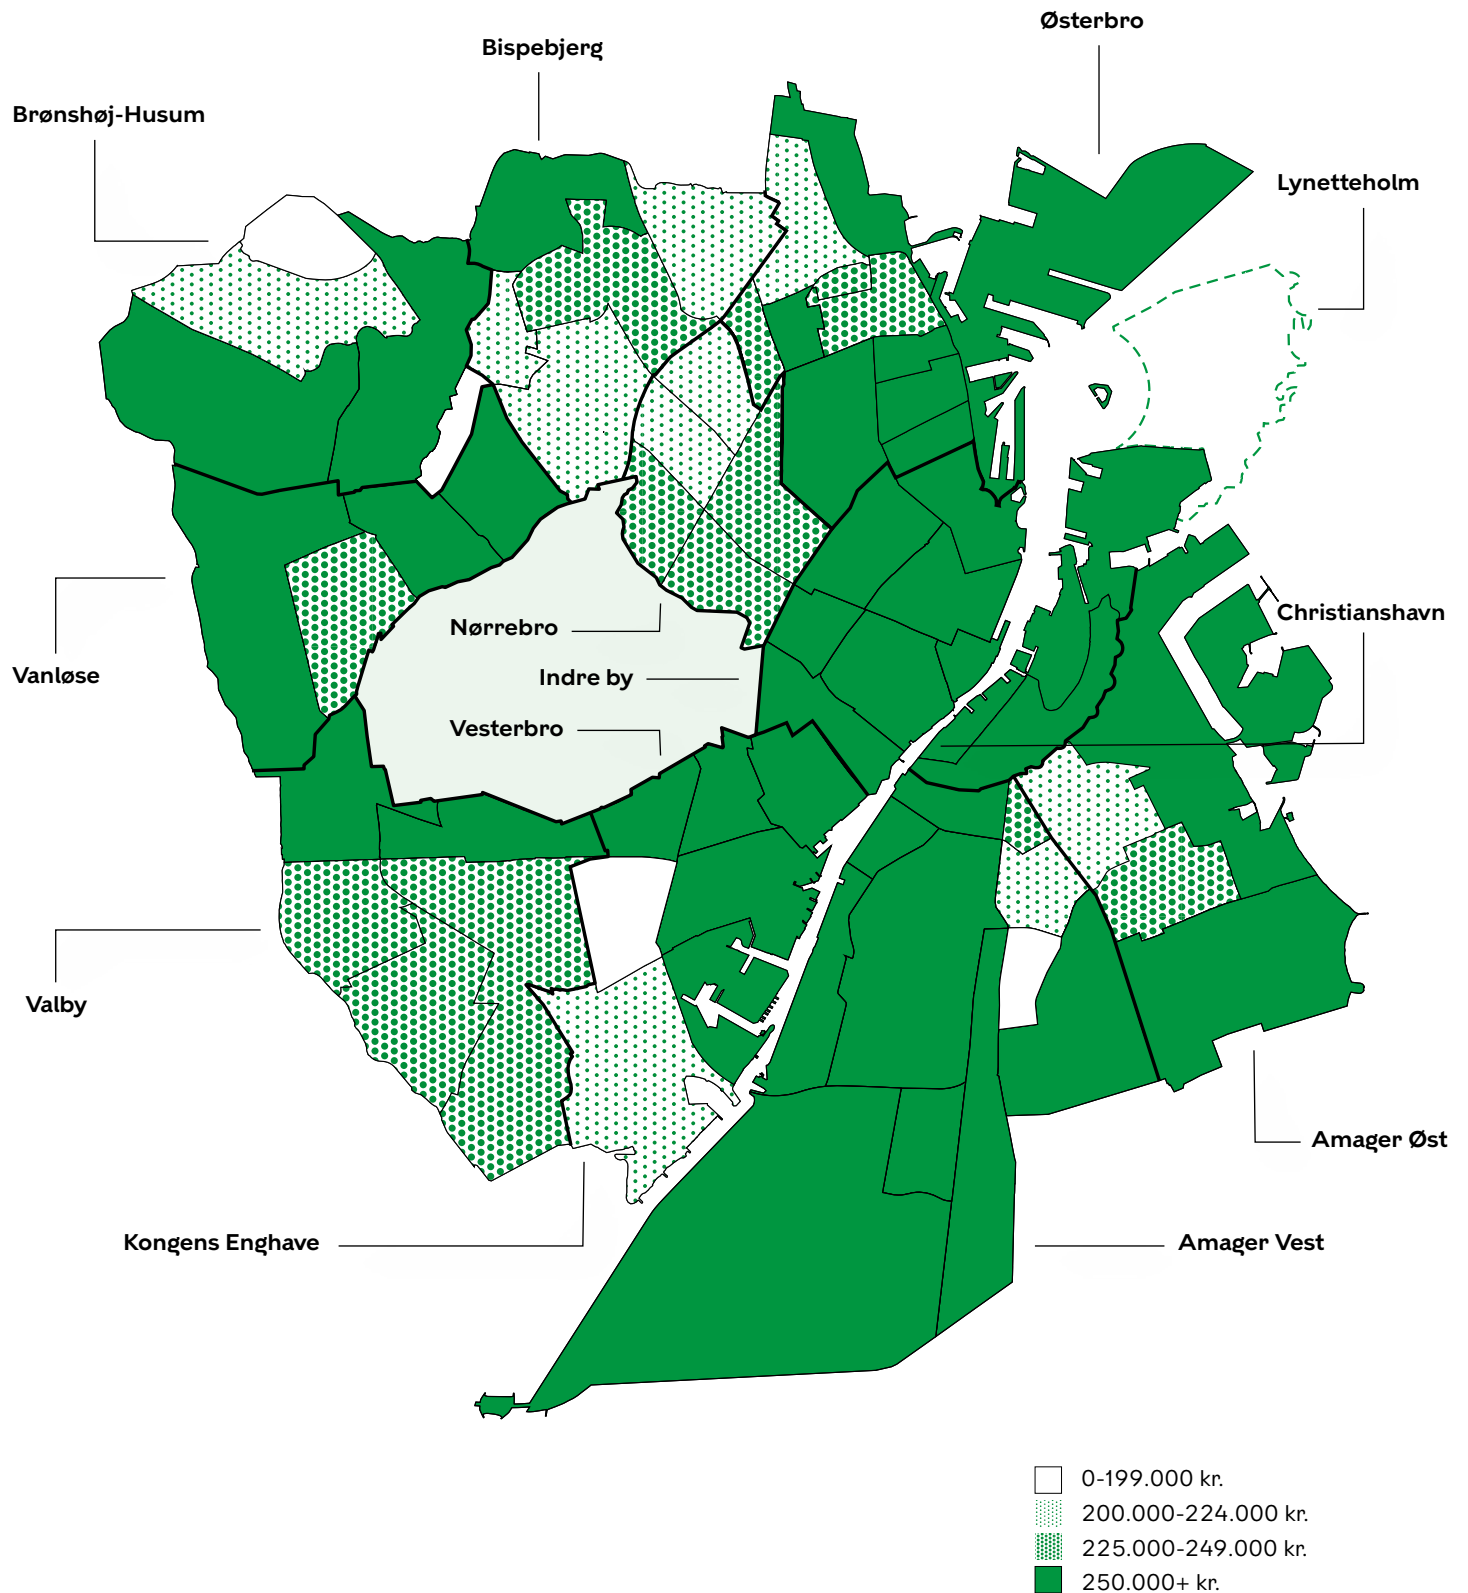 Østerbro
Bispebjerg
Brønshøj-Husum
Lynetteholm
Christianshavn
Nørrebro
Vanløse
Indre by
Vesterbro
Valby
Amager Øst
Kongens Enghave
Amager Vest
0-199.000 kr.
200.000-224.000 kr.
225.000-249.000 kr.
250.000+ kr.